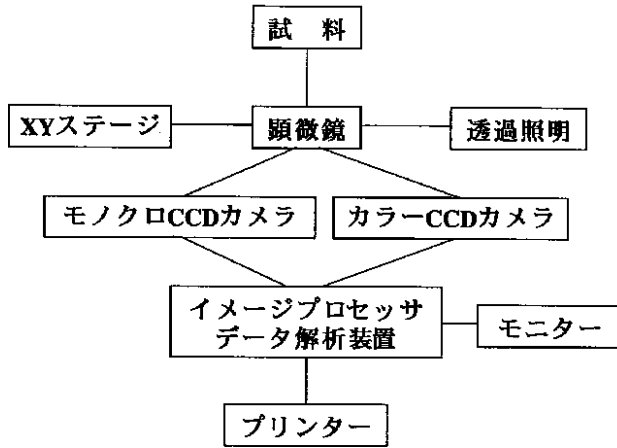 試 料
XYステージ
顕微鏡
透過照明
モノクロCCDカメラ
カラーCCDカメラ
イメージプロセッサ
データ解析装置
モニター
プリンター